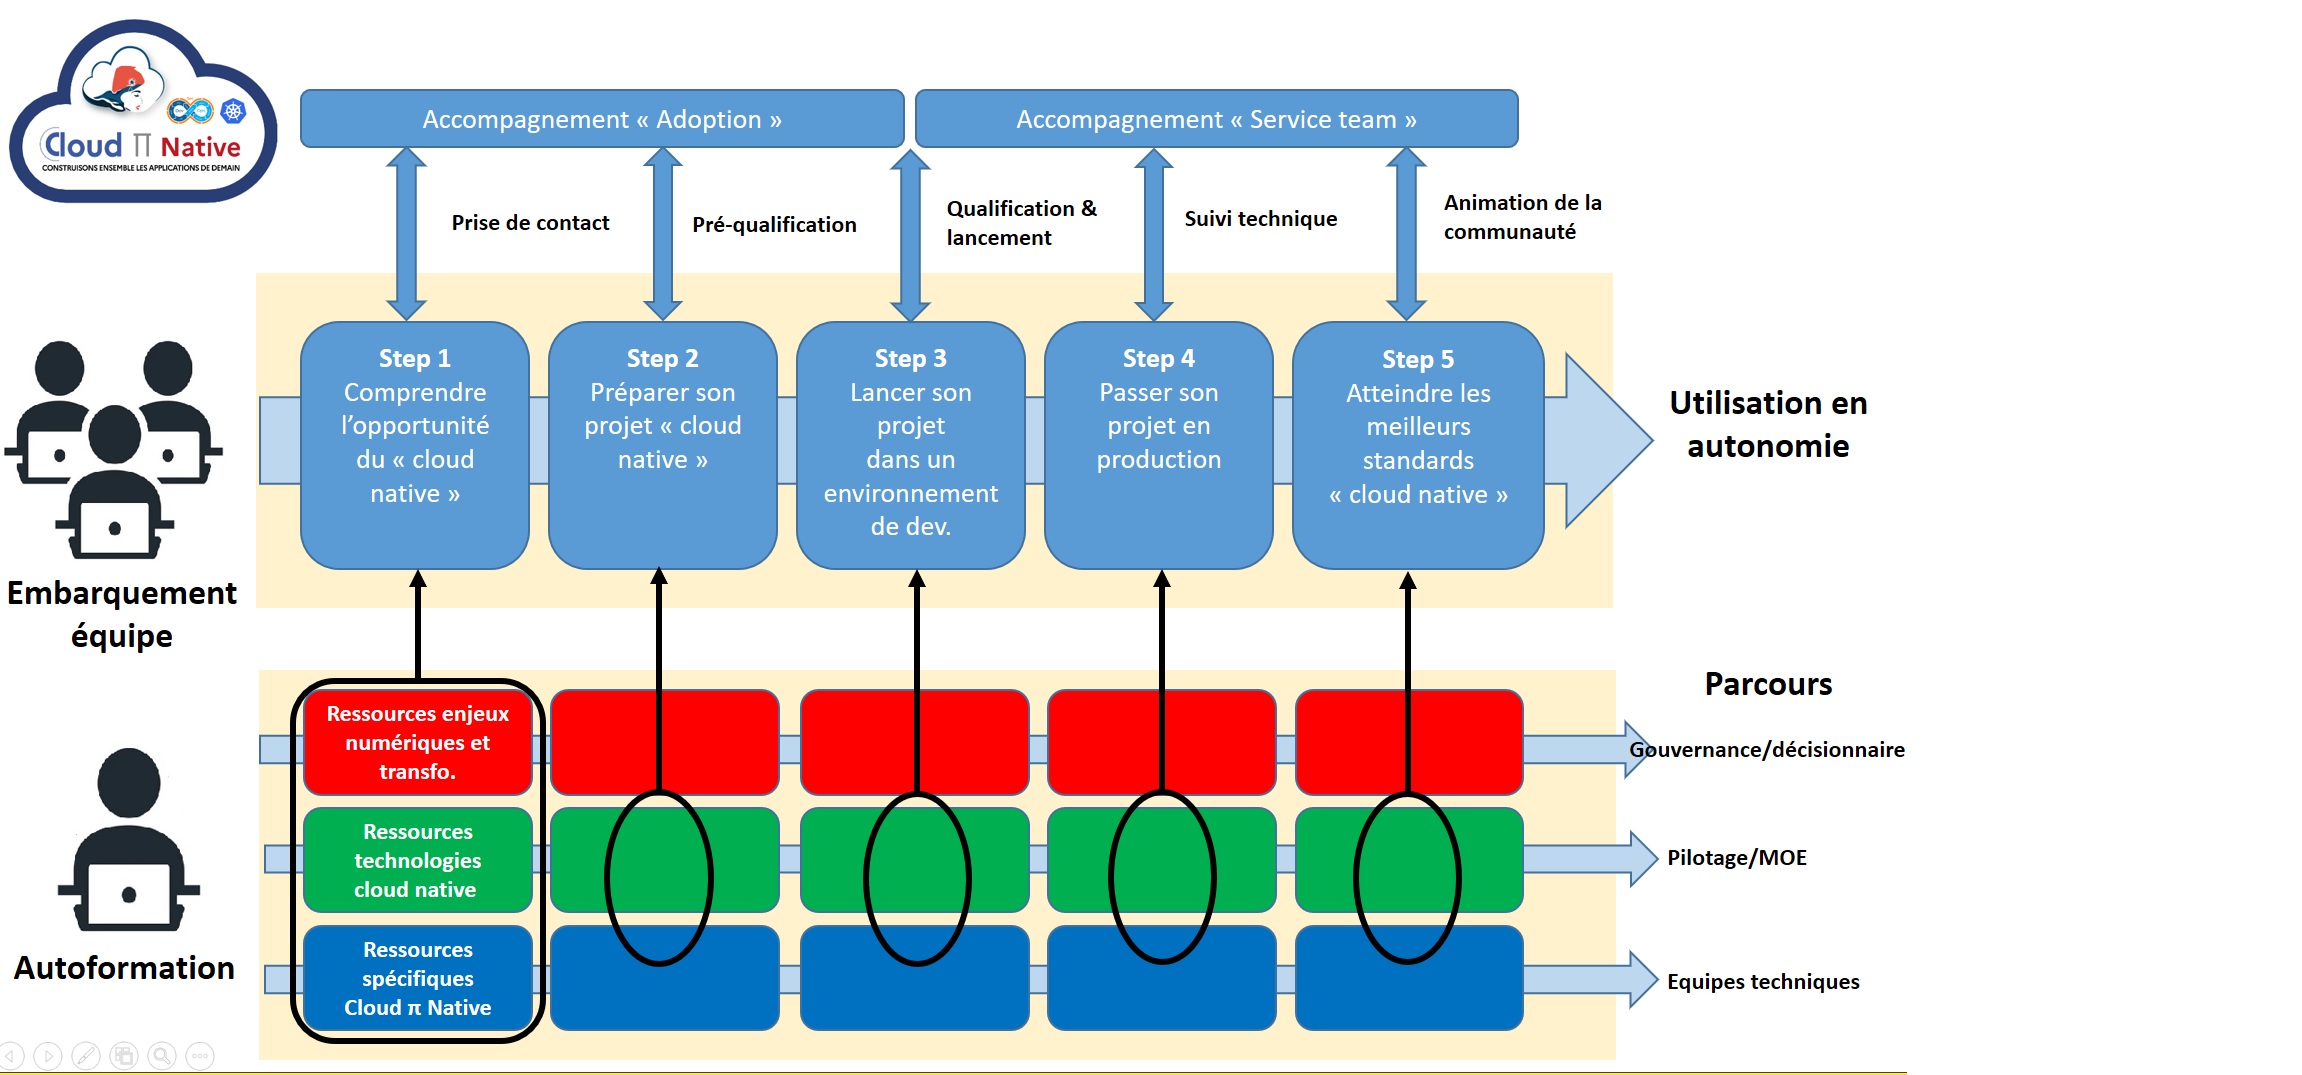 Cloud π Native
CONSTRUISONS ENSEMBLE LES APPLICATIONS DE DEMAIN
Accompagnement « Adoption »
Accompagnement « Service team »
Prise de contact
Pré-qualification
Qualification &
lancement
Suivi technique
Animation de la
communauté
Step 1
Comprendre
l’opportunité
du « cloud
native »
Step 2
Préparer son
projet « cloud
native »
Step 3
Lancer son
projet
dans un
environnement
de dev.
Step 4
Passer son
projet en
production
Step 5
Atteindre les
meilleurs
standards
« cloud native »
Utilisation en
autonomie
Embarquement
équipe
Parcours
Ressources enjeux
numériques et
transfo.
Gouvernance/décisionnaire
Ressources
technologies
cloud native
Pilotage/MOE
Autoformation
Ressources
spécifiques
Cloud π Native
Equipes techniques